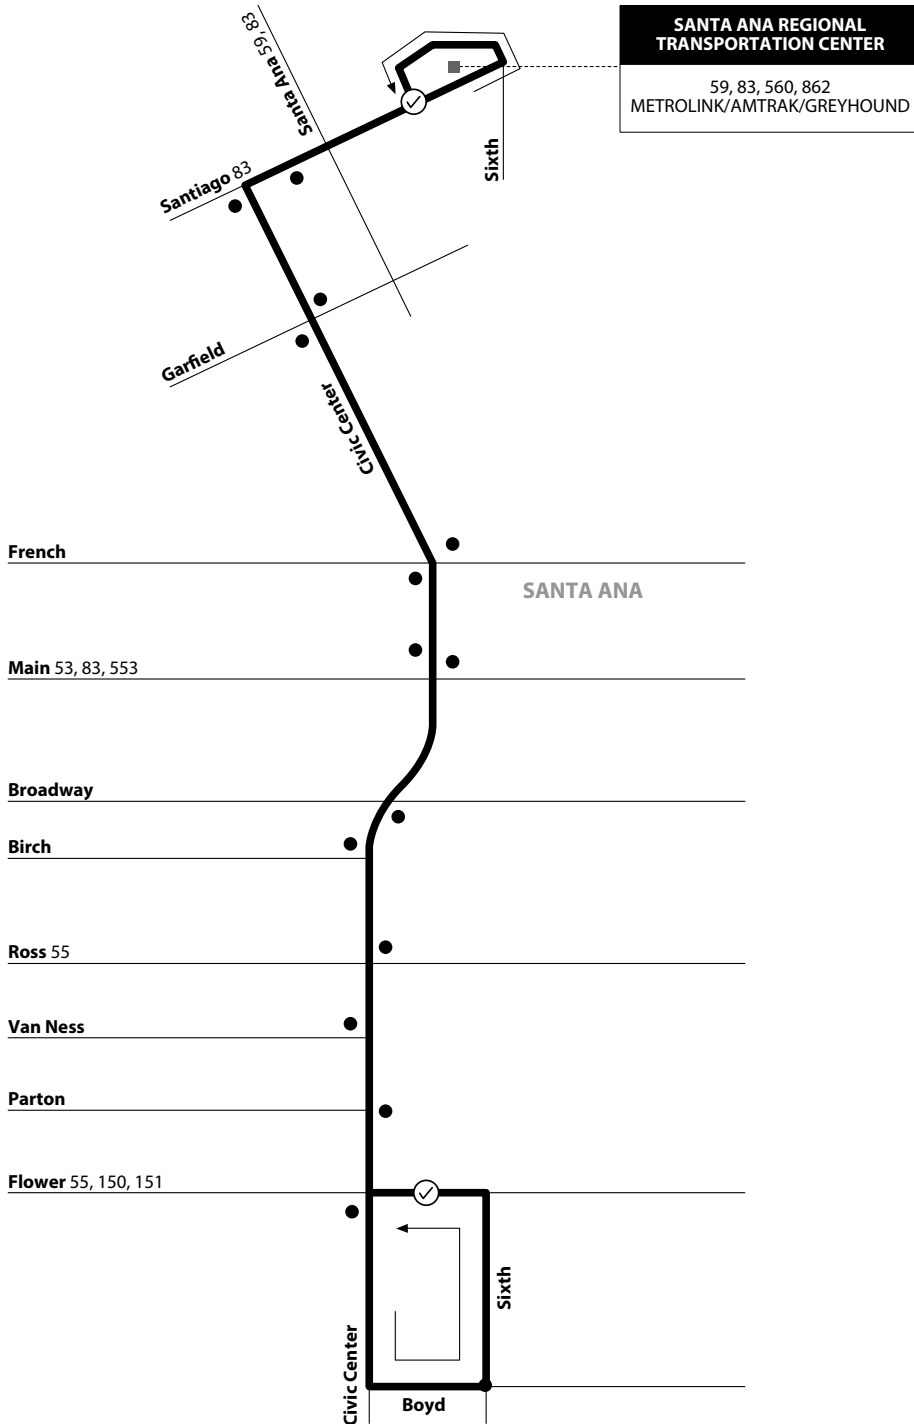 SANTA ANA REGIONAL
TRANSPORTATION CENTER
59, 83, 560, 862
METROLINK/AMTRAK/GREYHOUND
Santa Ana 59, 83
Sixth
Santiago 83
Garfield
Civic Center
French
SANTA ANA
Main 53, 83, 553
Broadway
Birch
Ross 55
Van Ness
Parton
Flower 55, 150, 151
Sixth
Civic Center
Boyd